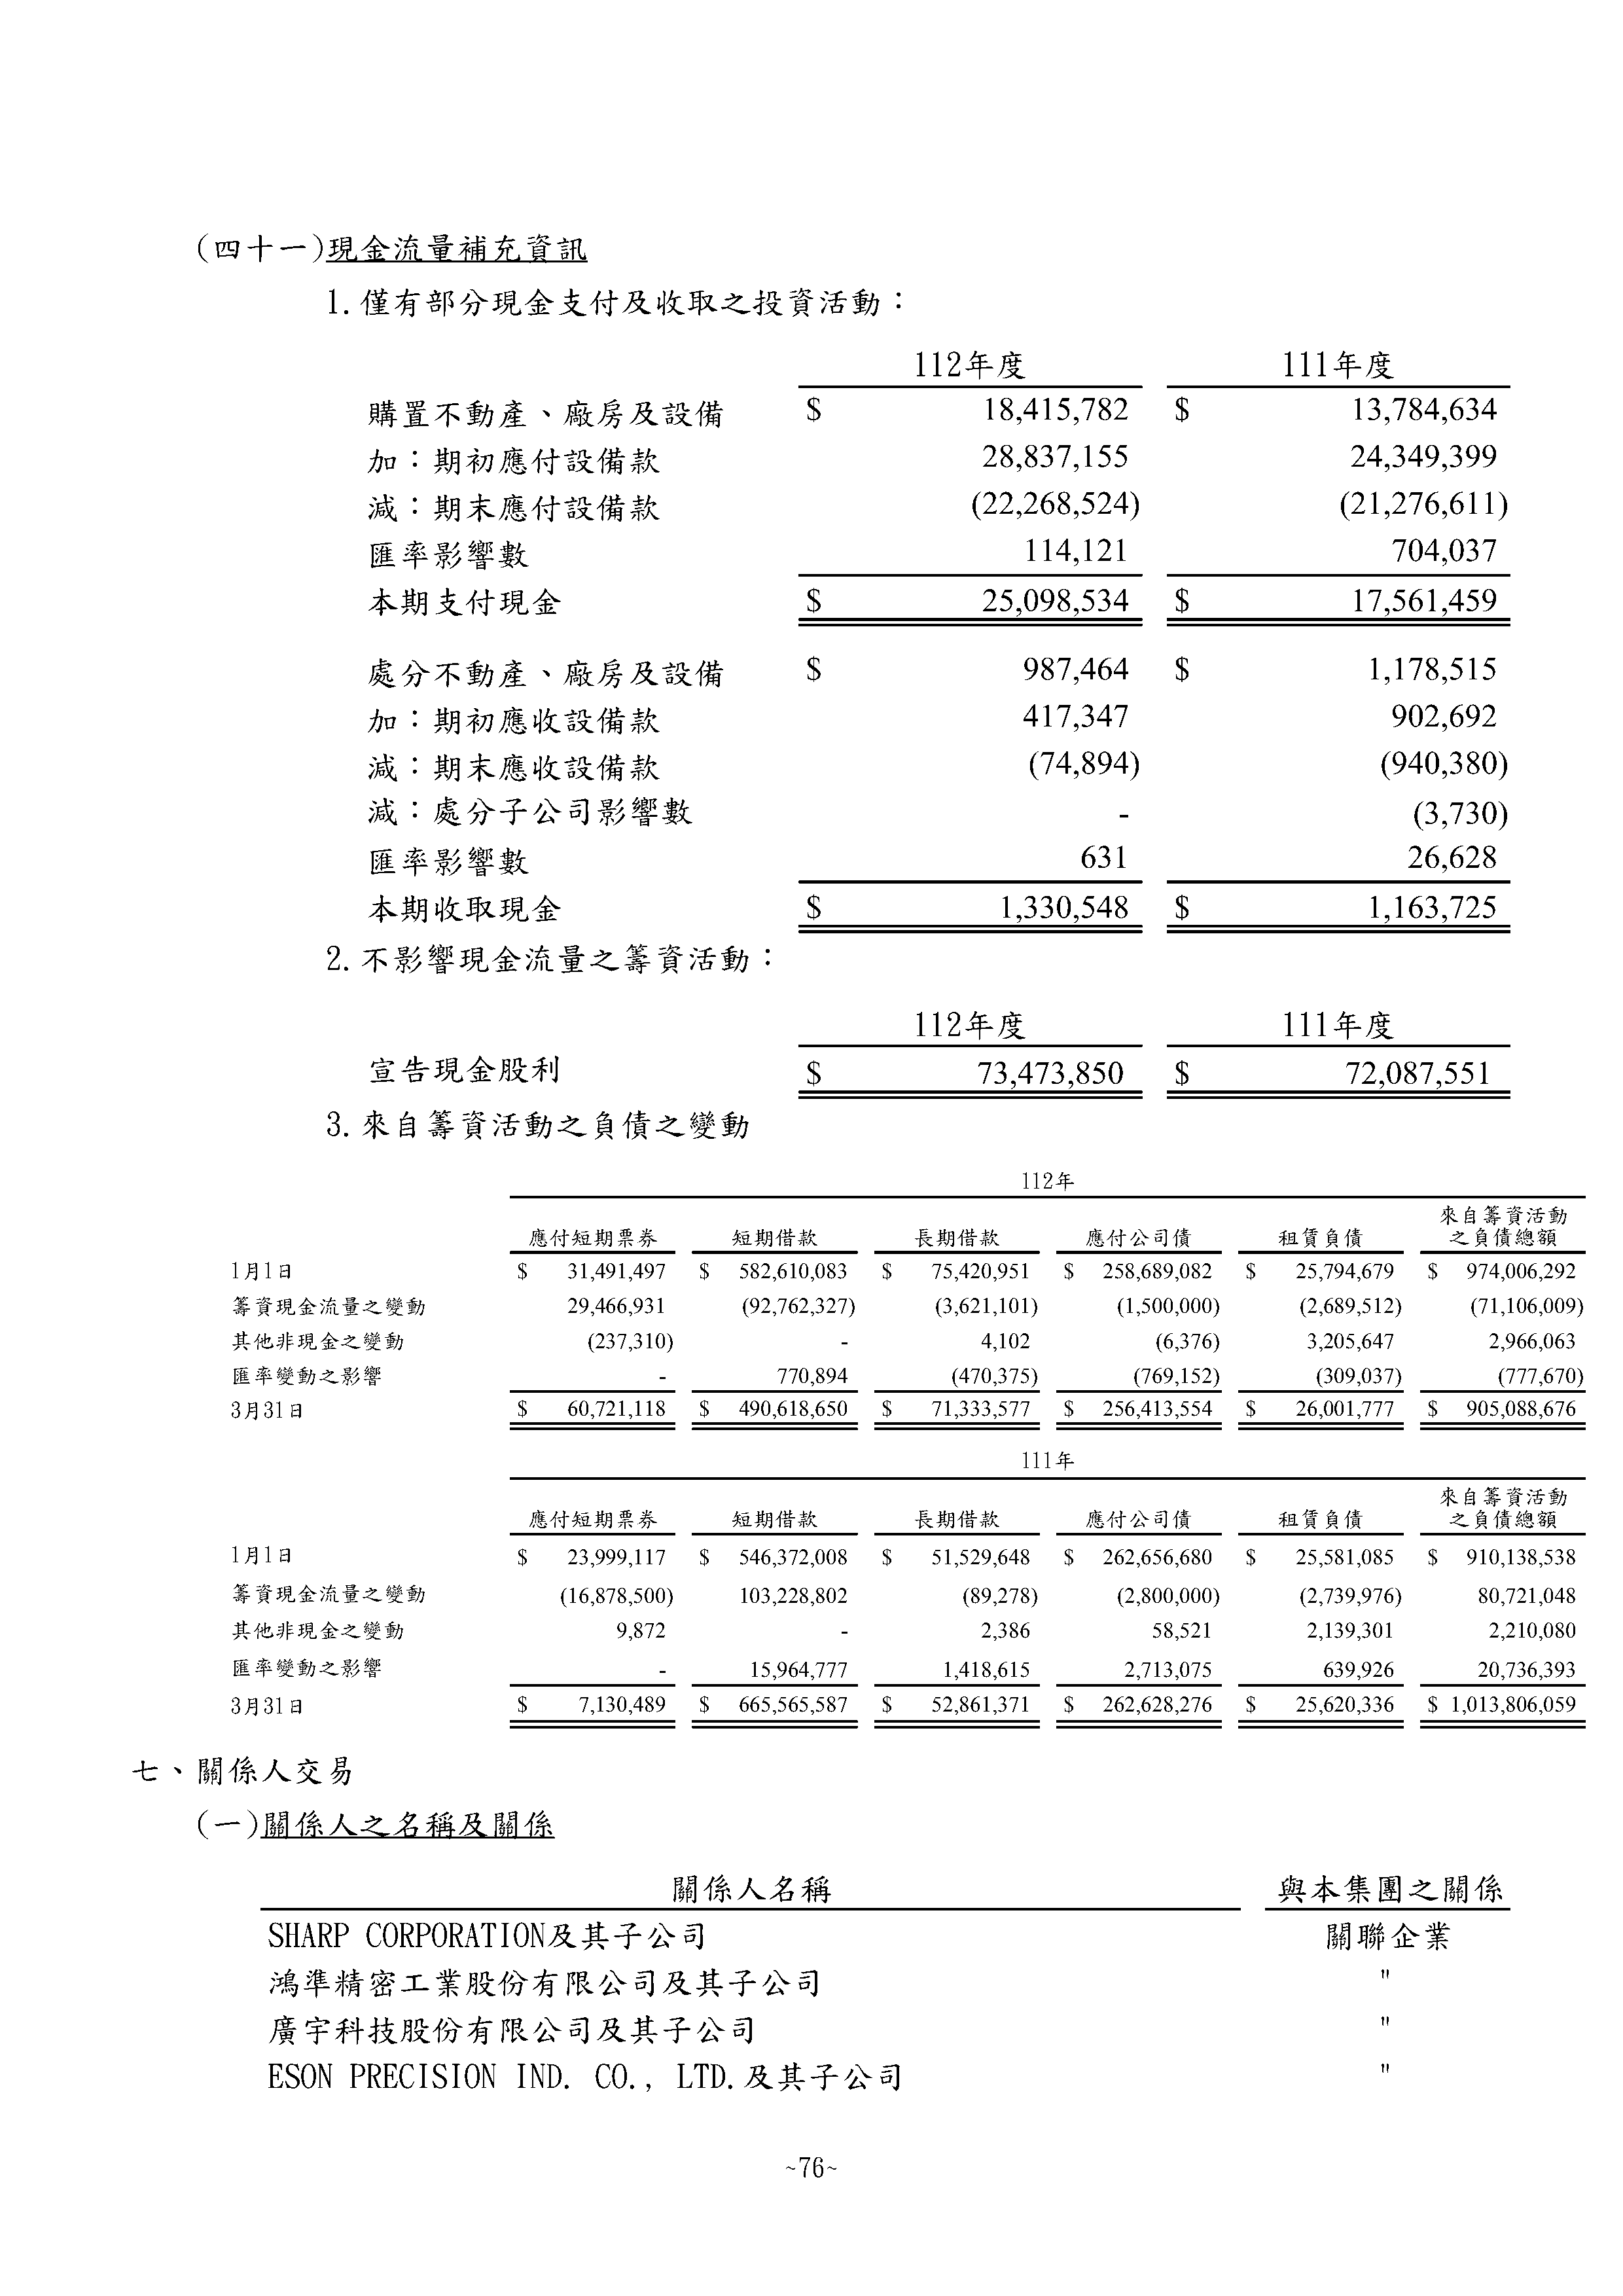 (四十一)現金流量補充資訊
1.僅有部分現金支付及收取之投資活動：
112年度 111年度
購置不動產、廠房及設備 $ 18,415,782 $ 13,784,634
加：期初應付設備款 28,837,155 24,349,399
減：期末應付設備款 (22,268,524) (21,276,611)
匯率影響數 114,121 704,037
本期支付現金 $ 25,098,534 $ 17,561,459
處分不動產、廠房及設備 $ 987,464 $ 1,178,515
加：期初應收設備款 417,347 902,692
減：期末應收設備款 (74,894) (940,380)
減：處分子公司影響數 - (3,730)
匯率影響數 631 26,628
本期收取現金 $ 1,330,548 $ 1,163,725
2.不影響現金流量之籌資活動：
112年度 111年度
宣告現金股利 $ 73,473,850 $ 72,087,551
3.來自籌資活動之負債之變動
112年
應付短期票券 短期借款 長期借款 應付公司債 租賃負債 來自籌資活動之負債總額
1月1日 $ 31,491,497 $ 582,610,083 $ 75,420,951 $ 258,689,082 $ 25,794,679 $ 974,006,292
籌資現金流量之變動 29,466,931 (92,762,327) (3,621,101) (1,500,000) (2,689,512) (71,106,009)
其他非現金之變動 (237,310) - 4,102 (6,376) 3,205,647 2,966,063
匯率變動之影響 - 770,894 (470,375) (769,152) (309,037) (777,670)
3月31日 $ 60,721,118 $ 490,618,650 $ 71,333,577 $ 256,413,554 $ 26,001,777 $ 905,088,676
111年
應付短期票券 短期借款 長期借款 應付公司債 租賃負債 來自籌資活動之負債總額
1月1日 $ 23,999,117 $ 546,372,008 $ 51,529,648 $ 262,656,680 $ 25,581,085 $ 910,138,538
籌資現金流量之變動 (16,878,500) 103,228,802 (89,278) (2,800,000) (2,739,976) 80,721,048
其他非現金之變動 9,872 - 2,386 58,521 2,139,301 2,210,080
匯率變動之影響 - 15,964,777 1,418,615 2,713,075 639,926 20,736,393
3月31日 $ 7,130,489 $ 665,565,587 $ 52,861,371 $ 262,628,276 $ 25,620,336 $ 1,013,806,059
七、關係人交易
(一)關係人之名稱及關係
關係人名稱 與本集團之關係
SHARP CORPORATION及其子公司 關聯企業
鴻準精密工業股份有限公司及其子公司 "
廣宇科技股份有限公司及其子公司 "
ESON PRECISION IND. CO., LTD.及其子公司 "
~76~